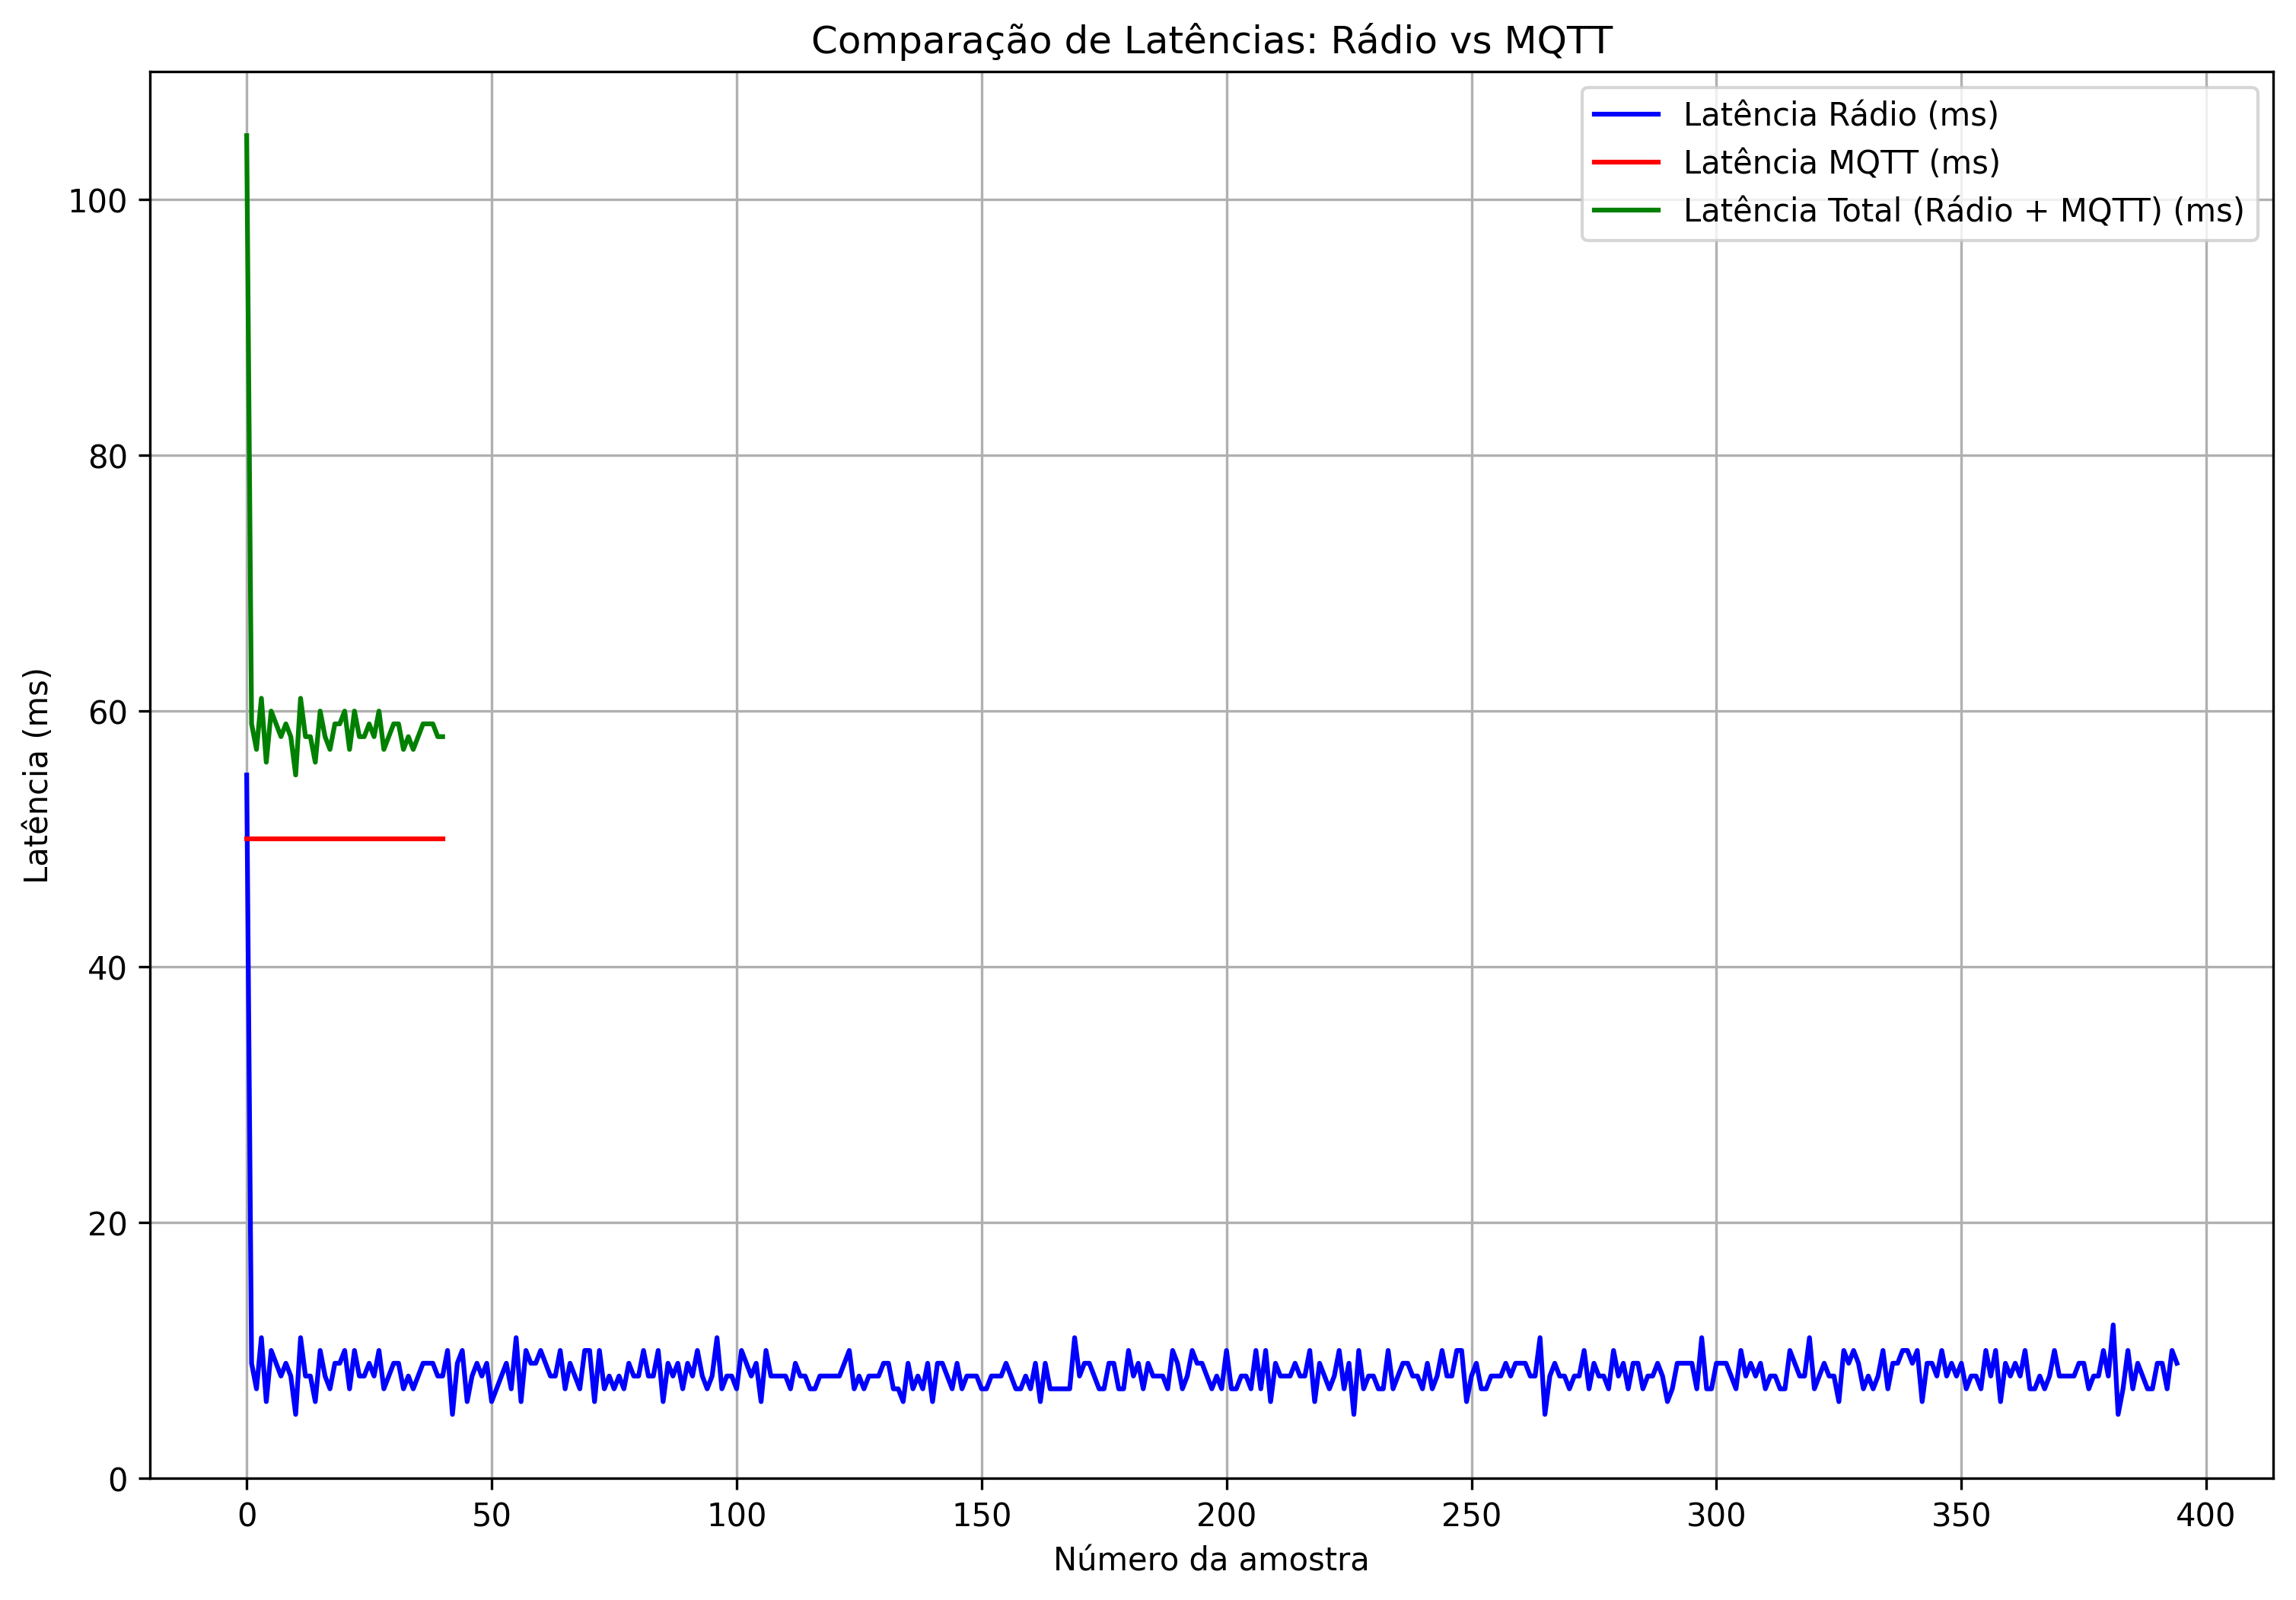 Comparação de Latências: Rádio vs MQTT
Latência Rádio (ms)
Latência MQTT (ms)
Latência Total (Rádio + MQTT) (ms)
100
80
60
40
20
0
Latência (ms)
0 50 100 150 200 250 300 350 400
Número da amostra